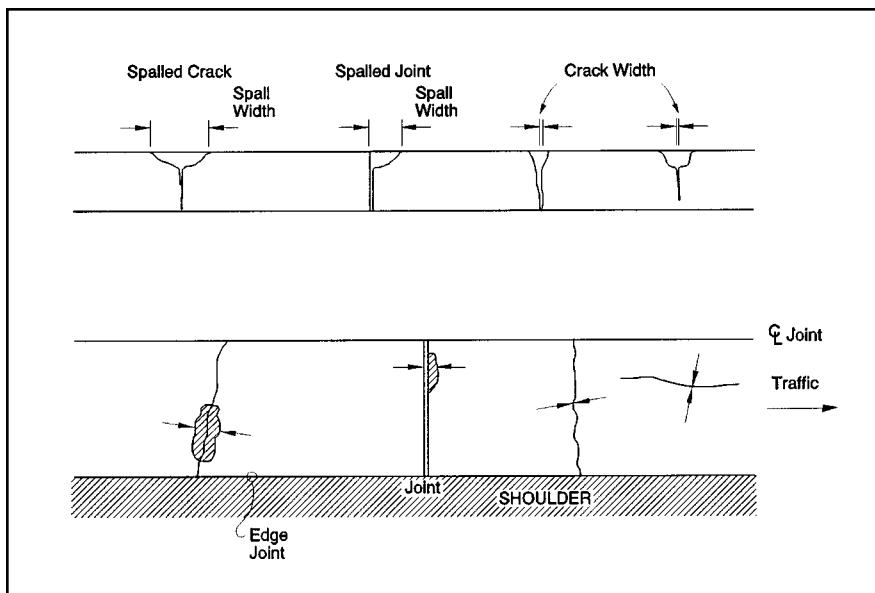 Spalled Crack
Spall
Width
Spalled Joint
Spall
Width
Crack Width
℄ Joint
Traffic
Joint
SHOULDER
Edge
Joint